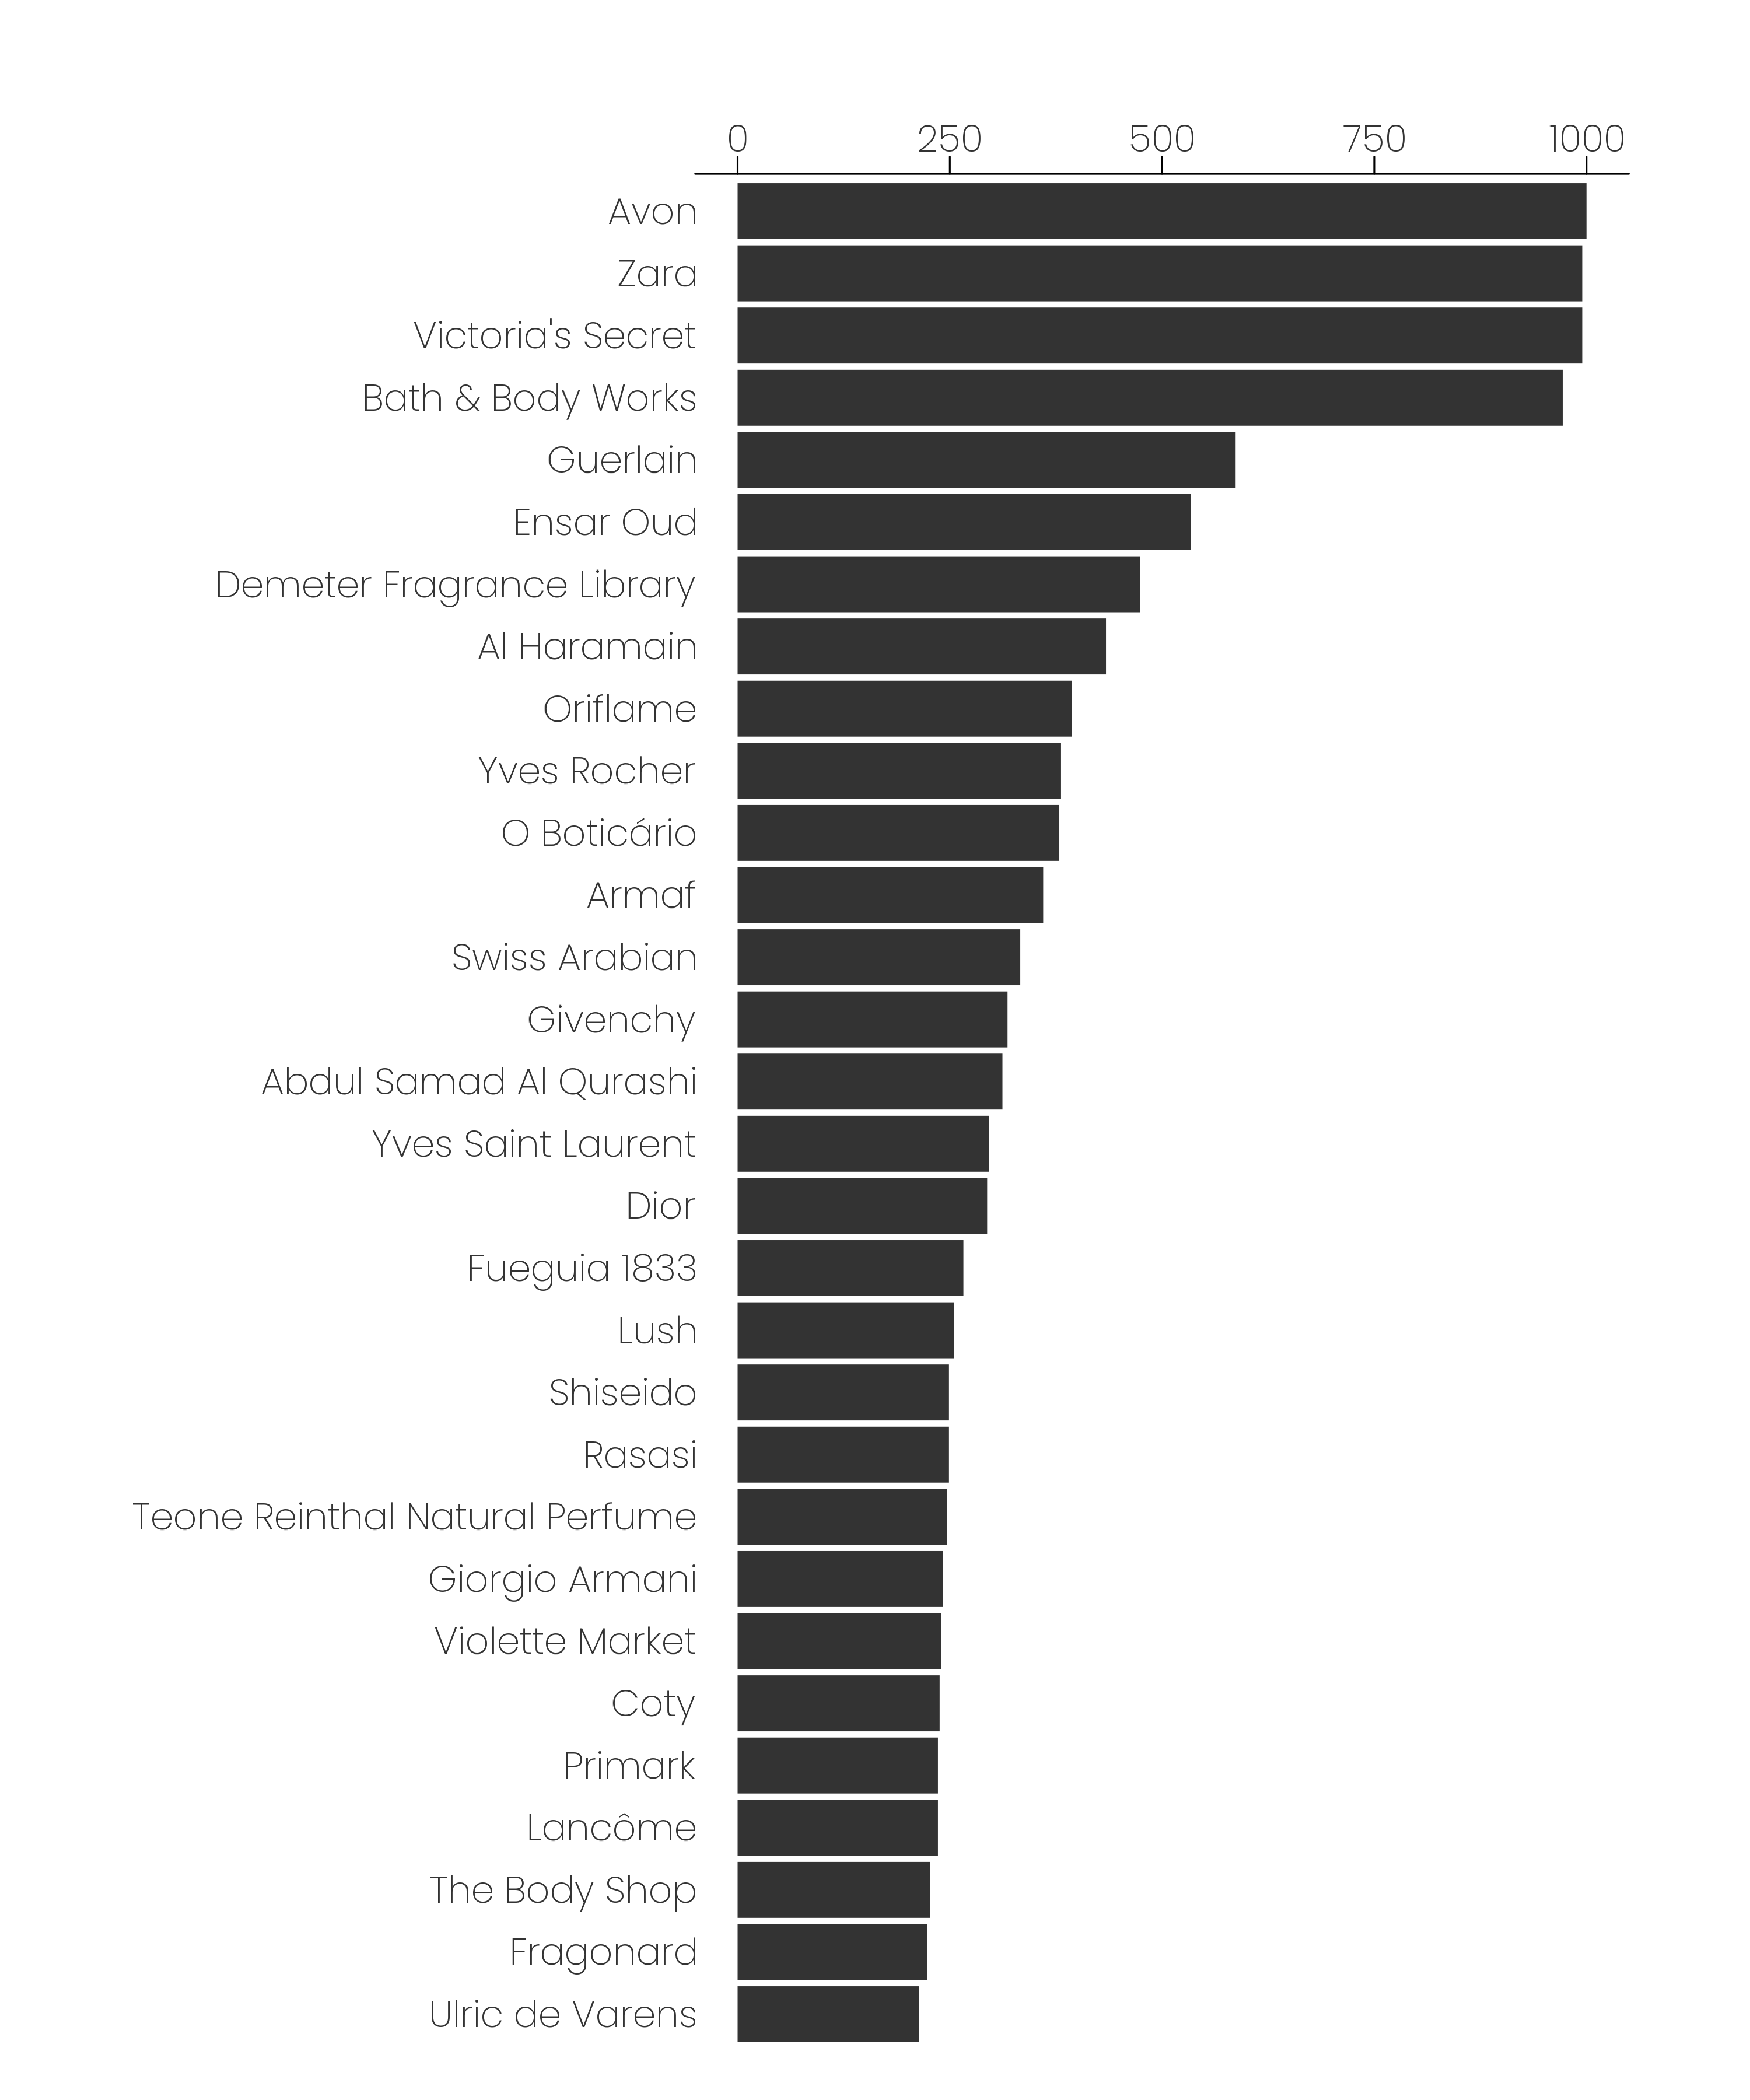 0 250 500 750 1000
Avon
Zara
Victoria's Secret
Bath & Body Works
Guerlain
Ensar Oud
Demeter Fragrance Library
Al Haramain
Oriflame
Yves Rocher
O Boticário
Armaf
Swiss Arabian
Givenchy
Abdul Samad Al Qurashi
Yves Saint Laurent
Dior
Fueguia 1833
Lush
Shiseido
Rasasi
Teone Reinthal Natural Perfume
Giorgio Armani
Violette Market
Coty
Primark
Lancôme
The Body Shop
Fragonard
Ulric de Varens